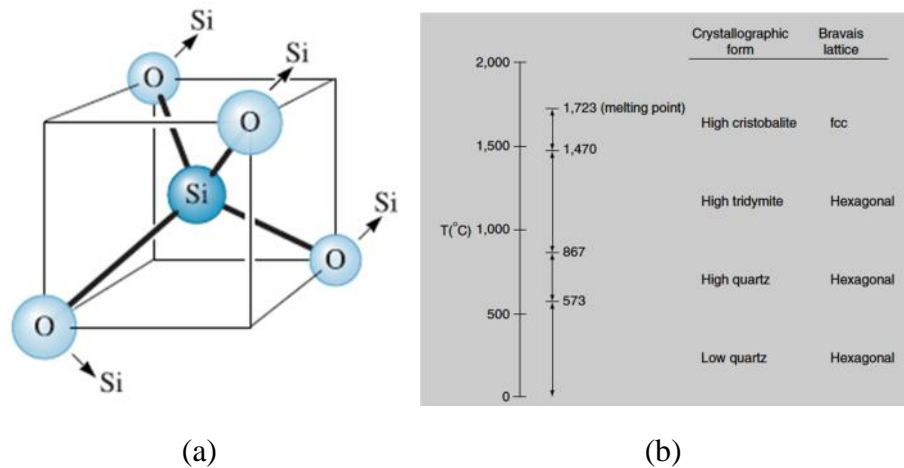 Si
Si
O
O
Si
Si
O
O
Si
(a)
Crystallographic form
Bravais lattice
2,000
1,723 (melting point)
High cristobalite
fcc
1,500
1,470
High tridymite
Hexagonal
T(°C)
1,000
867
High quartz
Hexagonal
573
500
Low quartz
Hexagonal
0
(b)